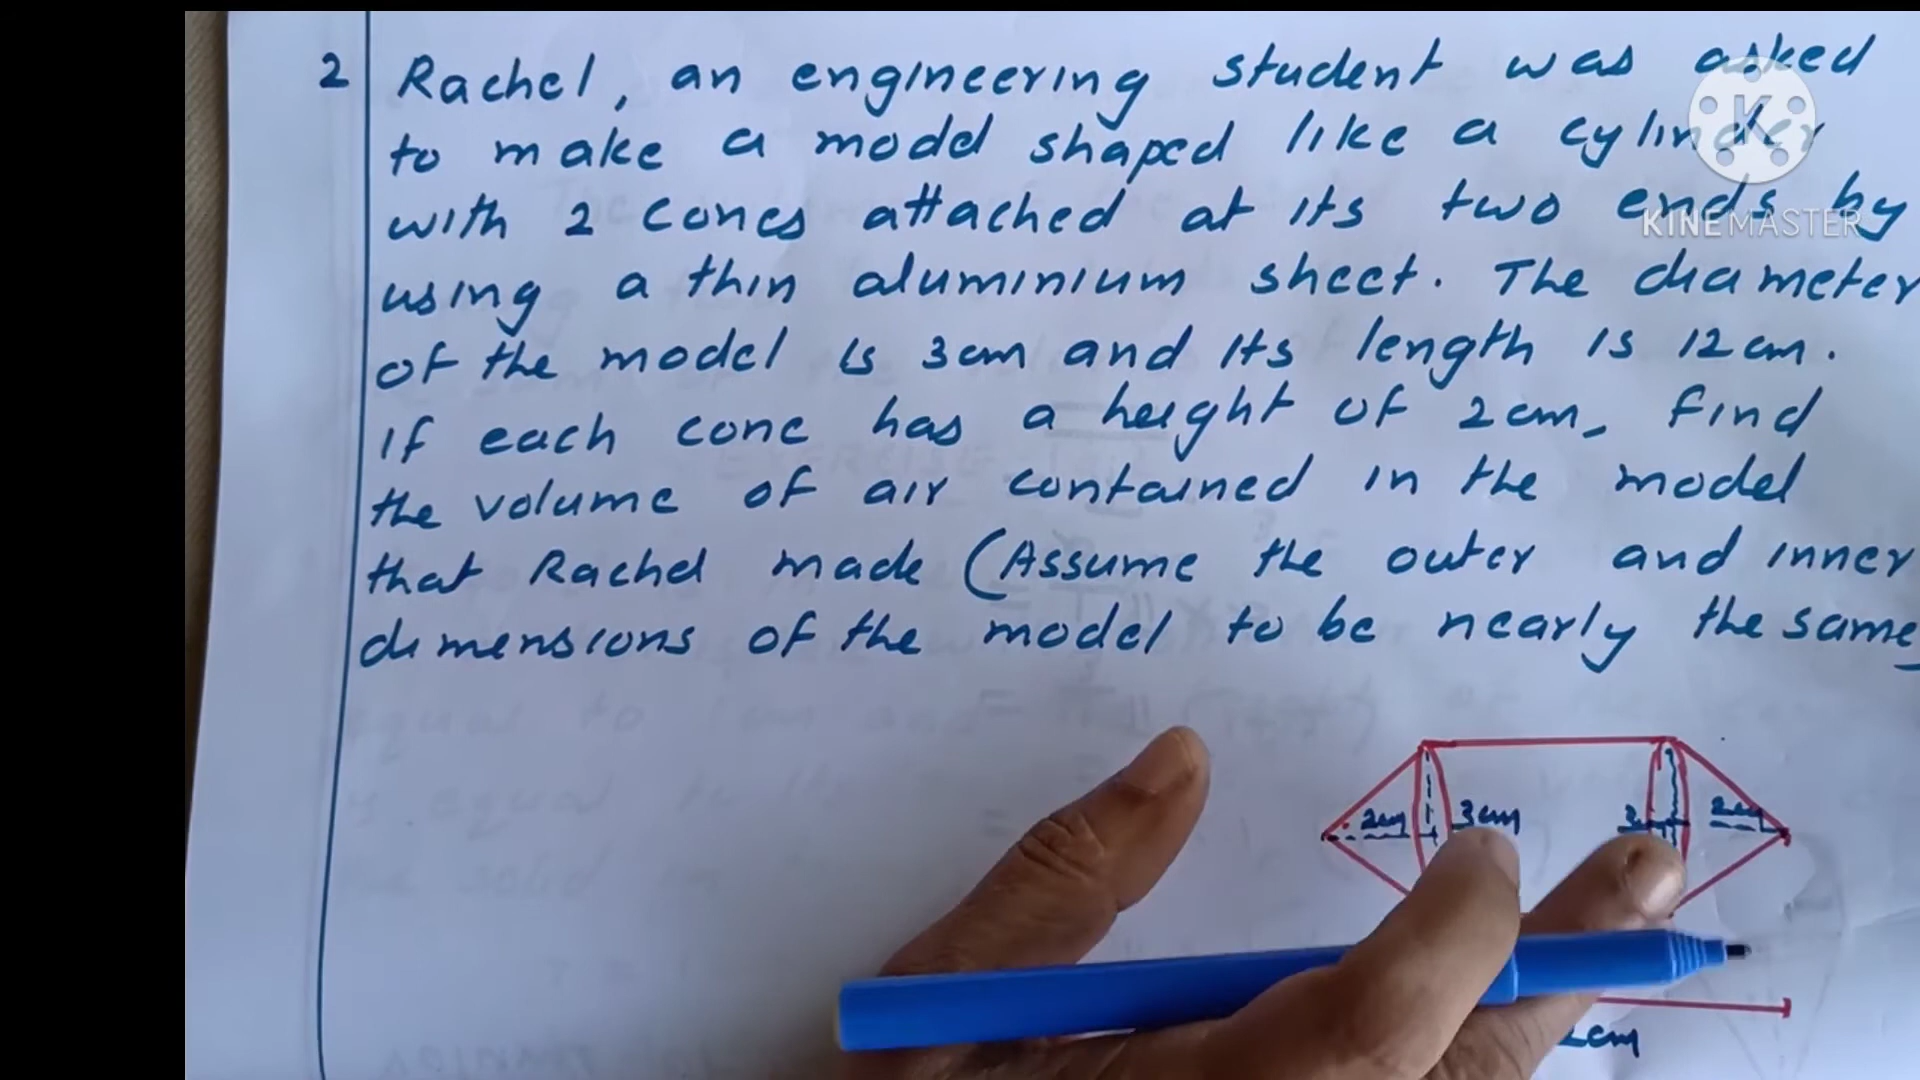 2 Rachel, an engineering student was asked
to make a model shaped like a cylinder
with 2 cones attached at its two ends by
using a thin aluminium sheet. The diameter
of the model is 3cm and its length is 12cm.
if each cone has a height of 2cm, find
the volume of air contained in the model
that Rachel made (Assume the outer and inner
dimensions of the model to be nearly the same)
K
KINEMASTER
2cm 3cm 2cm
2cm